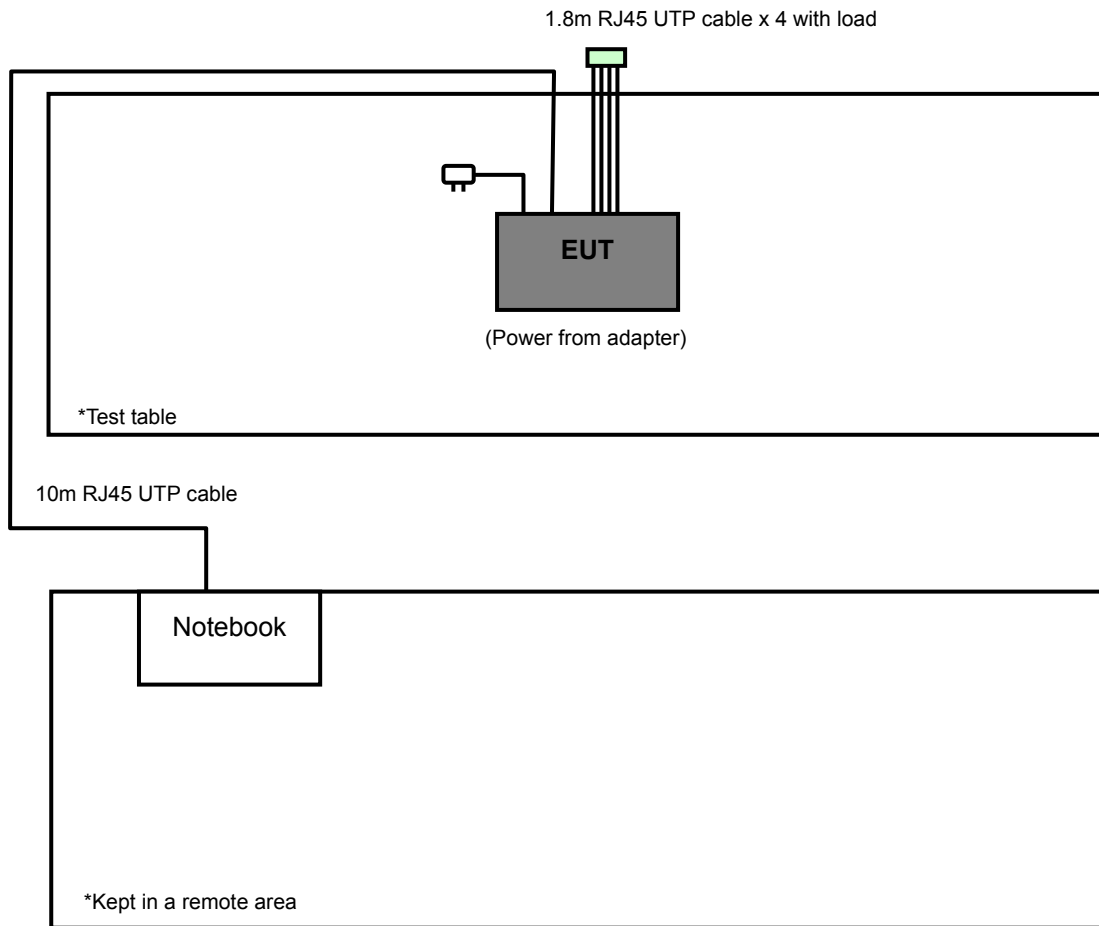 1.8m RJ45 UTP cable x 4 with load
EUT
(Power from adapter)
*Test table
10m RJ45 UTP cable
Notebook
*Kept in a remote area